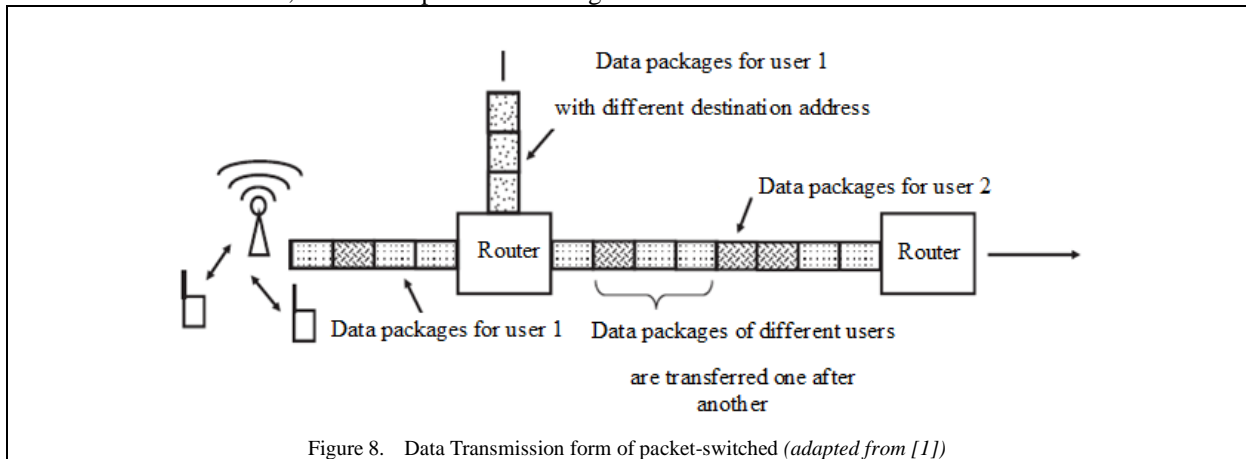 Data packages for user 1
with different destination address
Data packages for user 2
Router
Router
Data packages for user 1
Data packages of different users
are transferred one after
another
Figure 8. Data Transmission form of packet-switched (adapted from [1])